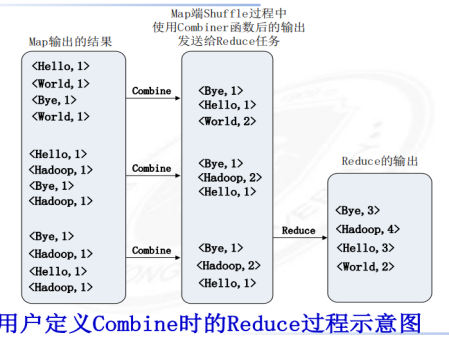 Map端Shuffle过程中
使用Combiner函数后的输出
发送给Reduce任务
Map输出的结果
<Hello,1>
<World,1>
<Bye,1>
<World,1>
Combine
<Bye,1>
<Hello,1>
<World,2>
<Hello,1>
<Hadoop,1>
<Bye,1>
<Hadoop,1>
Combine
<Bye,1>
<Hadoop,2>
<Hello,1>
<Bye,1>
<Hadoop,1>
<Hello,1>
<Hadoop,1>
Combine
<Bye,1>
<Hadoop,2>
<Hello,1>
Reduce
Reduce的输出
<Bye,3>
<Hadoop,4>
<Hello,3>
<World,2>
用户定义Combine时的Reduce过程示意图